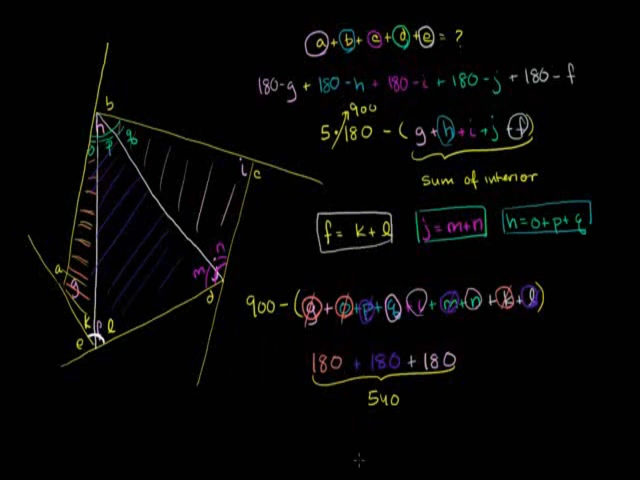 a + b + c + d + e = ?
180-g + 180-h + 180-i + 180-j + 180-f
900
5·180 - (g+h+i+j+f)
sum of interior
f = k+l
j = m+n
h = o+p+q
900 - (g+o+p+q+i+m+n+k+l)
180 + 180 + 180
540
b
h
o p q
i c
n
m j
a
g
d
k
f l
e